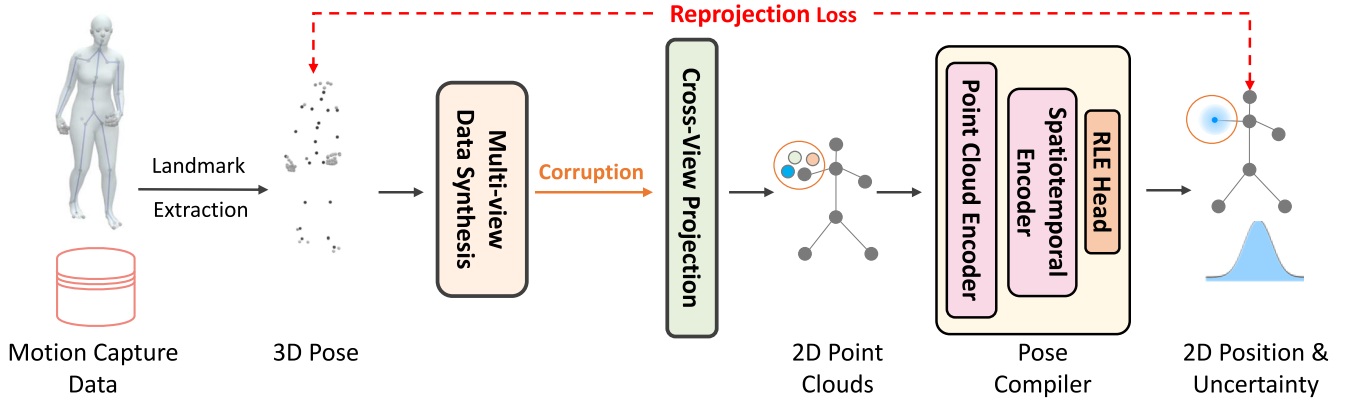 Reprojection Loss
Landmark
Extraction
Multi-view
Data Synthesis
Corruption
Cross-View Projection
Point Cloud Encoder
Spatiotemporal
Encoder
RLE Head
Motion Capture
Data
3D Pose
2D Point
Clouds
Pose
Compiler
2D Position &
Uncertainty